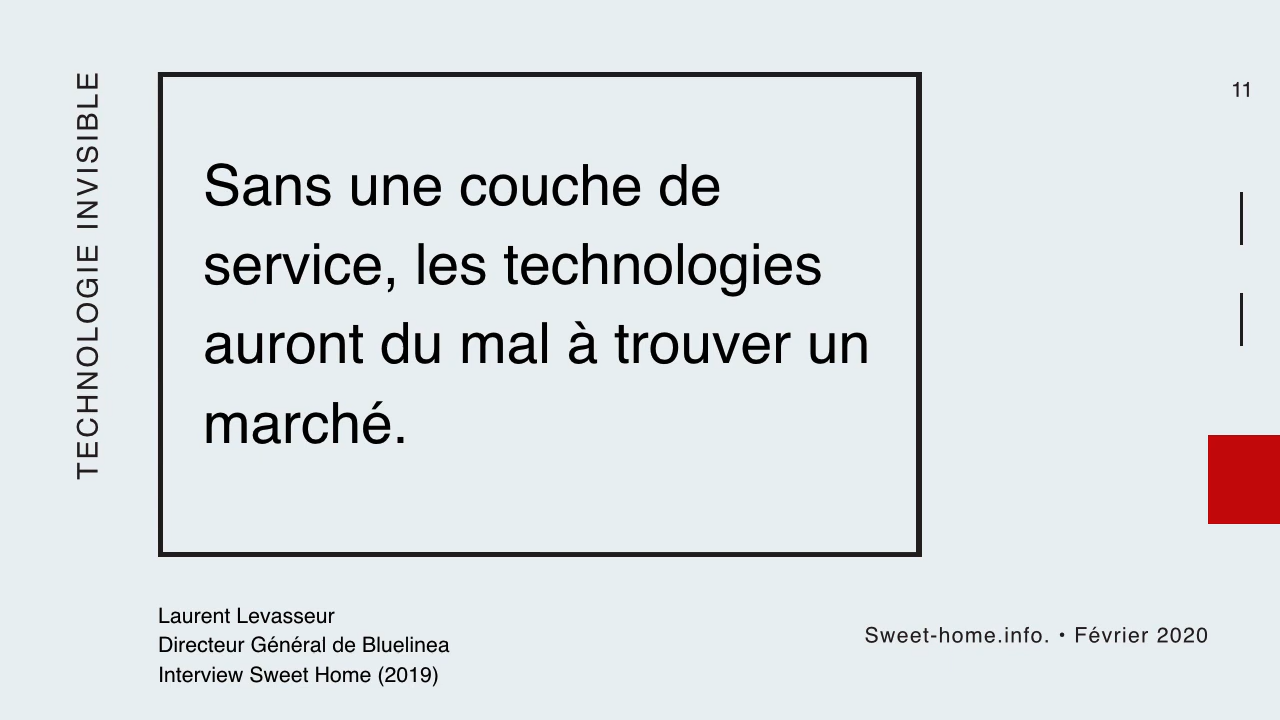 TECHNOLOGIE INVISIBLE
11
Sans une couche de
service, les technologies
auront du mal à trouver un
marché.
Laurent Levasseur
Directeur Général de Bluelinea
Interview Sweet Home (2019)
Sweet-home.info. • Février 2020